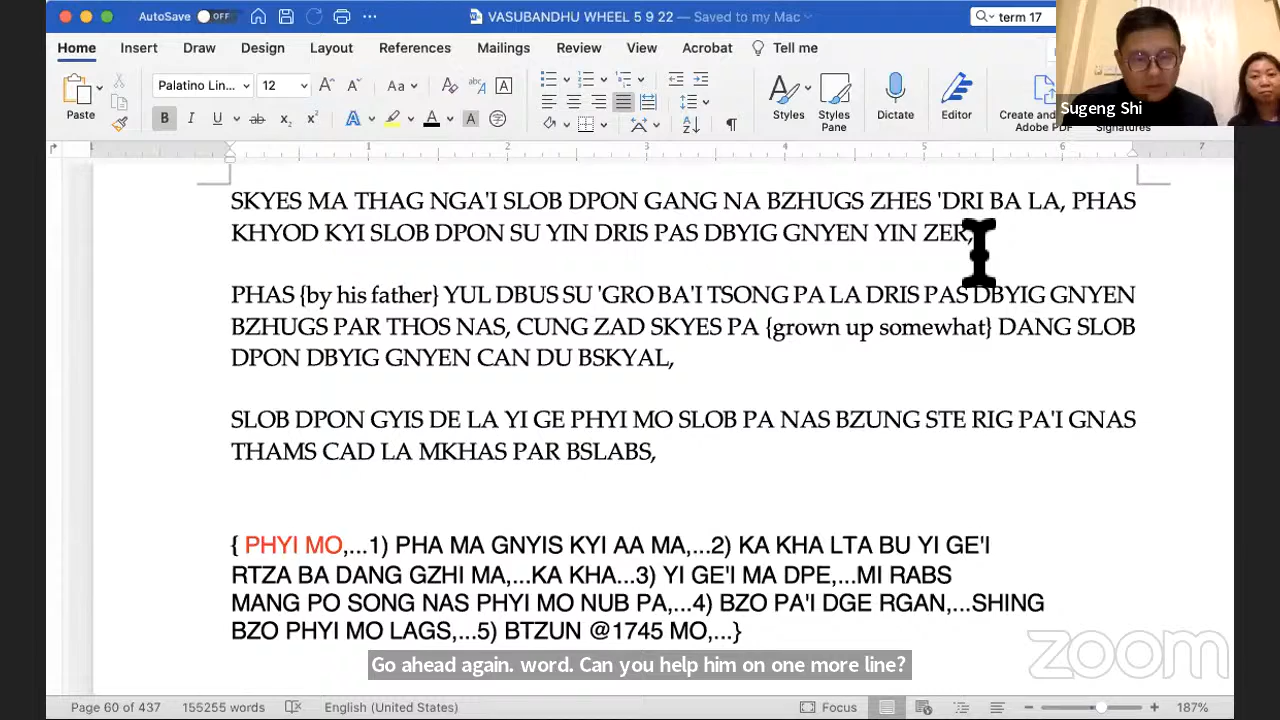 AutoSave OFF
VASUBANDHU WHEEL 5 9 22 — Saved to my Mac
term 17
Home Insert Draw Design Layout References Mailings Review View Acrobat Tell me
Paste
Palatino Lin... 12
Styles
Styles Pane
Dictate
Editor
Create and
Adobe PDF
Signatures
Sugeng Shi
1 1 2 3 4 5 6 7
SKYES MA THAG NGA'I SLOB DPON GANG NA BZHUGS ZHES 'DRI BA LA, PHAS
KHYOD KYI SLOB DPON SU YIN DRIS PAS DBYIG GNYEN YIN ZER,
PHAS {by his father} YUL DBUS SU 'GRO BA'I TSONG PA LA DRIS PAS DBYIG GNYEN
BZHUGS PAR THOS NAS, CUNG ZAD SKYES PA {grown up somewhat} DANG SLOB
DPON DBYIG GNYEN CAN DU BSKYAL,
SLOB DPON GYIS DE LA YI GE PHYI MO SLOB PA NAS BZUNG STE RIG PA'I GNAS
THAMS CAD LA MKHAS PAR BSLABS,
{ PHYI MO,...1) PHA MA GNYIS KYI AA MA,...2) KA KHA LTA BU YI GE'I
RTZA BA DANG GZHI MA,...KA KHA...3) YI GE'I MA DPE,...MI RABS
MANG PO SONG NAS PHYI MO NUB PA,...4) BZO PA'I DGE RGAN,...SHING
BZO PHYI MO LAGS,...5) BTZUN @1745 MO,...}
Go ahead again. word. Can you help him on one more line?
zoom
Page 60 of 437 155255 words English (United States) Focus 187%